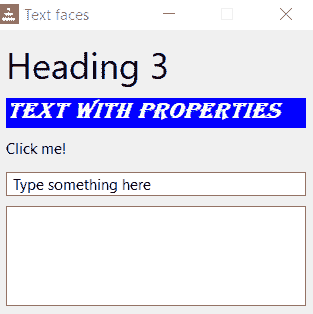 Text faces
Heading 3
TEXT WITH PROPERTIES
Click me!
Type something here